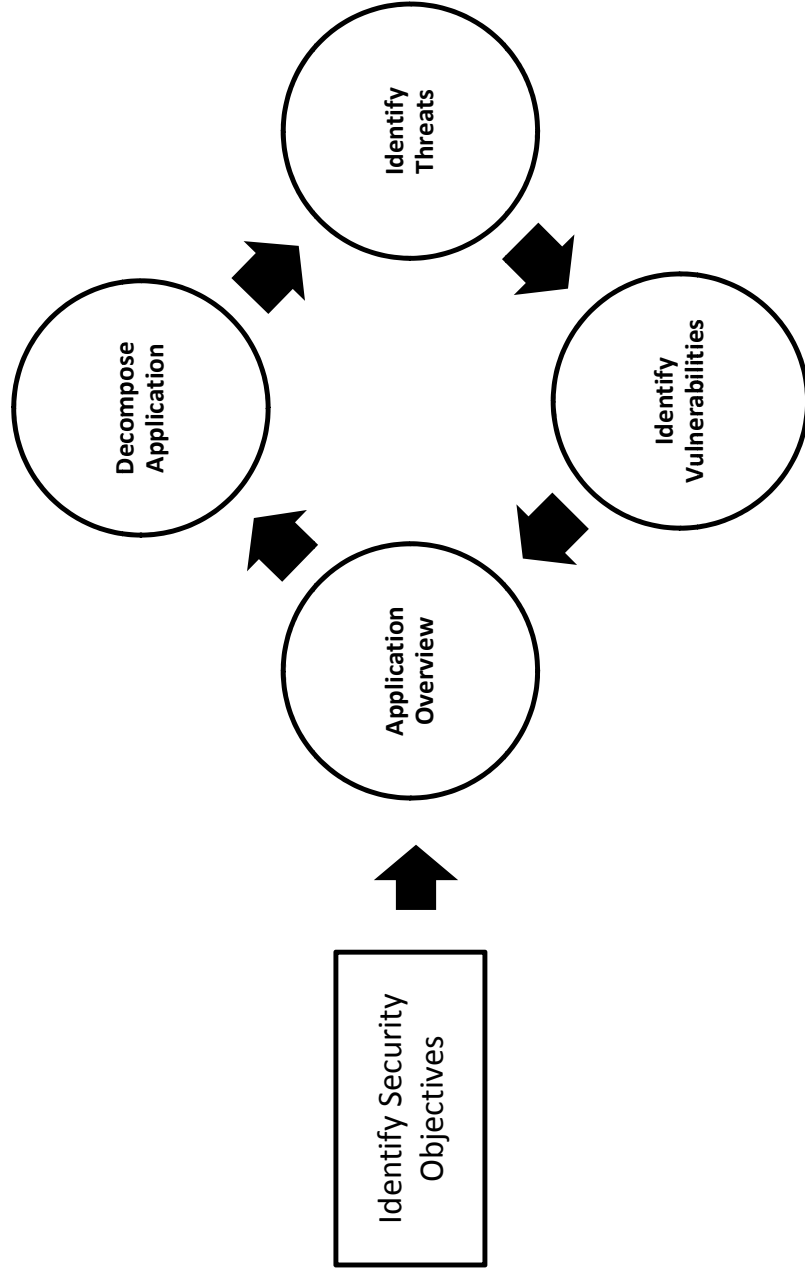 Identify Security
Objectives
Application
Overview
Decompose
Application
Identify
Threats
Identify
Vulnerabilities